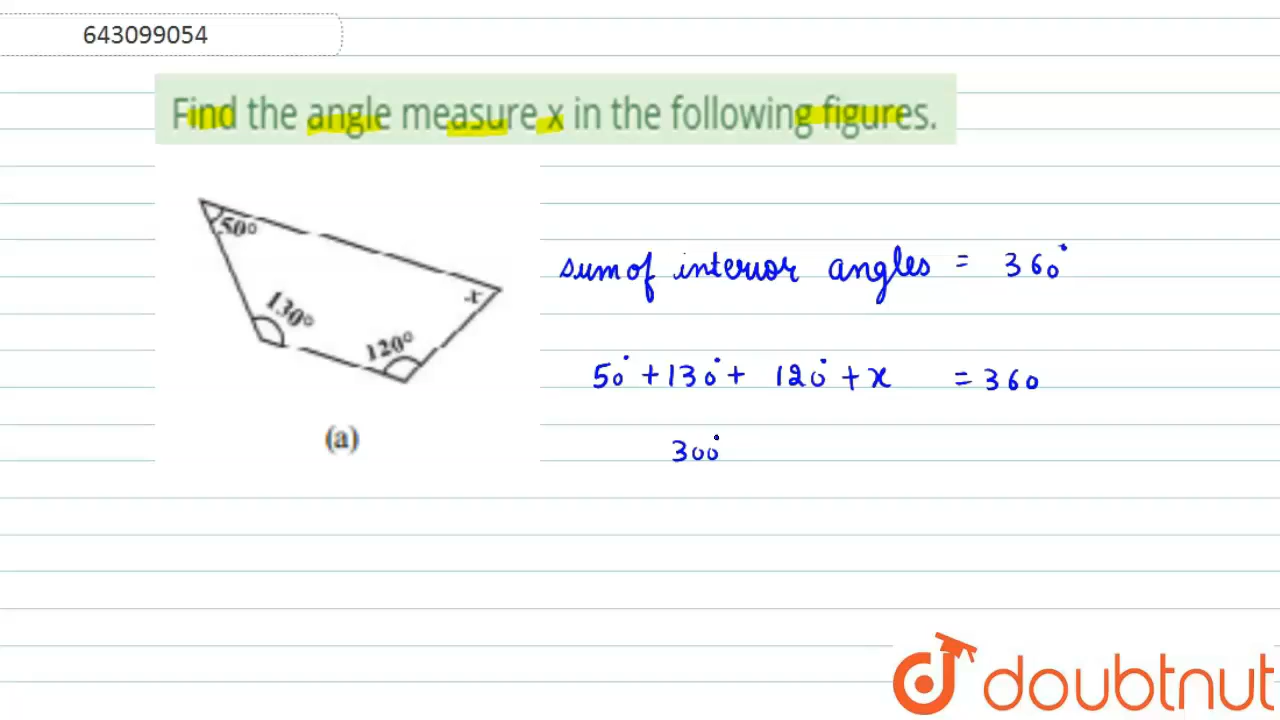 643099054
Find the angle measure x in the following figures.
50°
x
130°
120°
(a)
sum of interior angles = 360°
50° + 130° + 120° + x = 360
300°
doubtnut